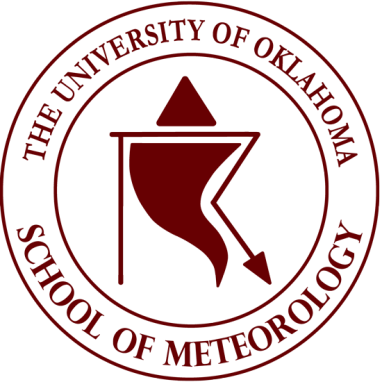 THE UNIVERSITY OF OKLAHOMA
SCHOOL OF METEOROLOGY